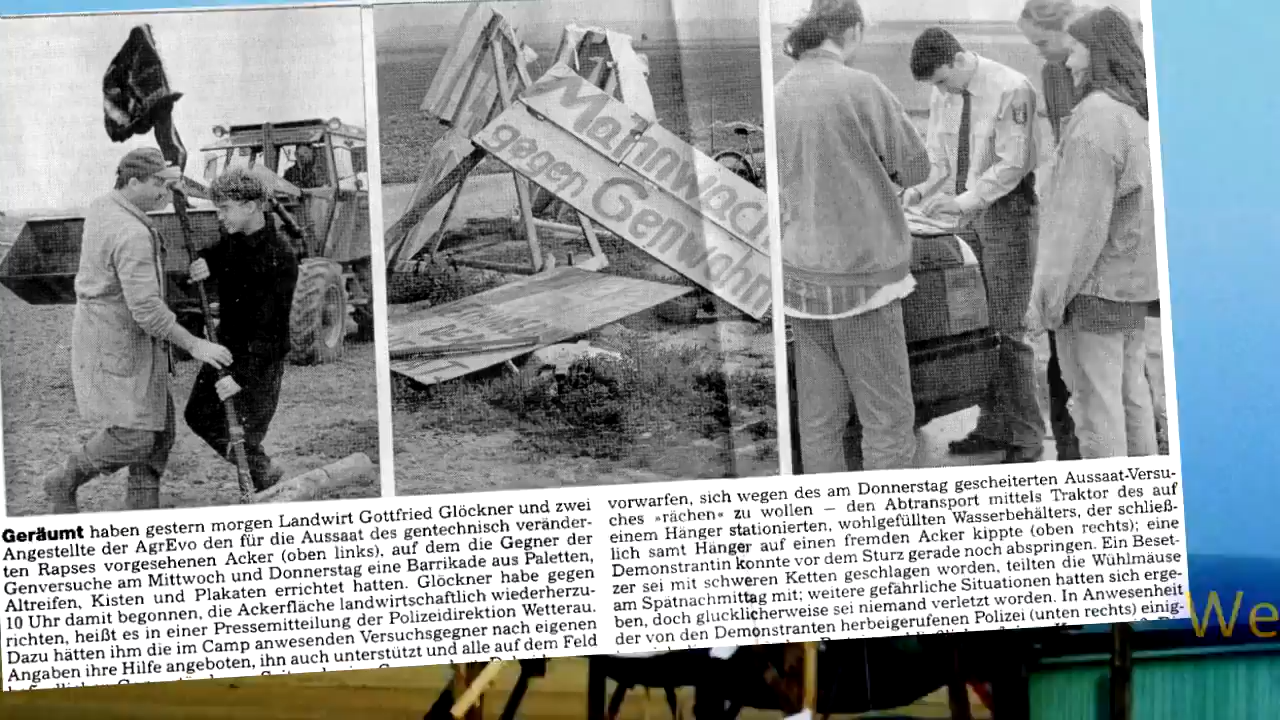 Mahnwach
gegen Genwahn
Geräumt haben gestern morgen Landwirt Gottfried Glöckner und zwei
Angestellte der AgrEvo den für die Aussaat des gentechnisch veränder-
ten Rapses vorgesehenen Acker (oben links), auf dem die Gegner der
Genversuche am Mittwoch und Donnerstag eine Barrikade aus Paletten,
Altreifen, Kisten und Plakaten errichtet hatten. Glöckner habe gegen
10 Uhr damit begonnen, die Ackerfläche landwirtschaftlich wiederherzu-
richten, heißt es in einer Pressemitteilung der Polizeidirektion Wetterau.
Dazu hätten ihm die im Camp anwesenden Versuchsgegner nach eigenen
Angaben ihre Hilfe angeboten, ihn auch unterstützt und alle auf dem Feld
vorwarfen, sich wegen des am Donnerstag gescheiterten Aussaat-Versu-
ches »rächen« zu wollen — den Abtransport mittels Traktor des auf
einem Hänger stationierten, wohlgefüllten Wasserbehälters, der schließ-
lich samt Hänger auf einen fremden Acker kippte (oben rechts); eine
Demonstrantin konnte vor dem Sturz gerade noch abspringen. Ein Beset-
zer sei mit schweren Ketten geschlagen worden, teilten die Wühlmäuse
am Spätnachmittag mit; weitere gefährliche Situationen hatten sich erge-
ben, doch glucklicherweise sei niemand verletzt worden. In Anwesenheit
der von den Demonstranten herbeigerufenen Polizei (unten rechts) einig-
We